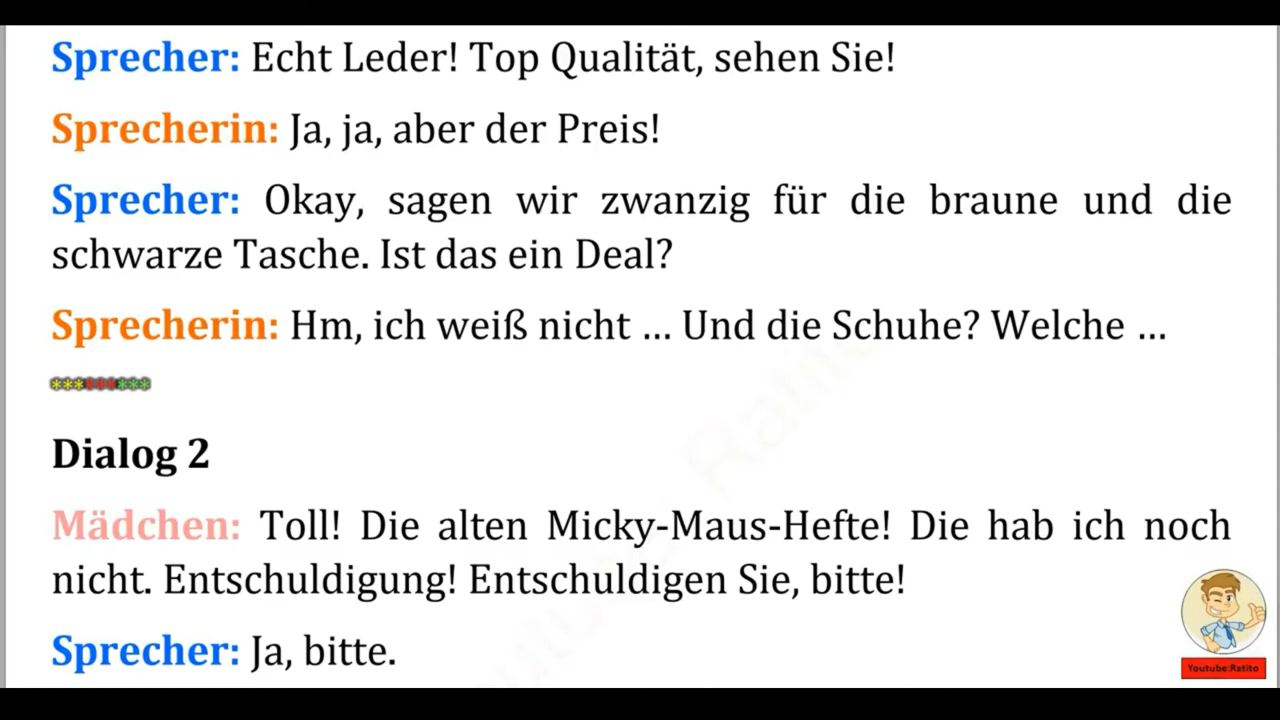 Sprecher: Echt Leder! Top Qualität, sehen Sie!
Sprecherin: Ja, ja, aber der Preis!
Sprecher: Okay, sagen wir zwanzig für die braune und die
schwarze Tasche. Ist das ein Deal?
Sprecherin: Hm, ich weiß nicht ... Und die Schuhe? Welche ...
*********
Dialog 2
Mädchen: Toll! Die alten Micky-Maus-Hefte! Die hab ich noch
nicht. Entschuldigung! Entschuldigen Sie, bitte!
Sprecher: Ja, bitte.
Youtube:Ratito